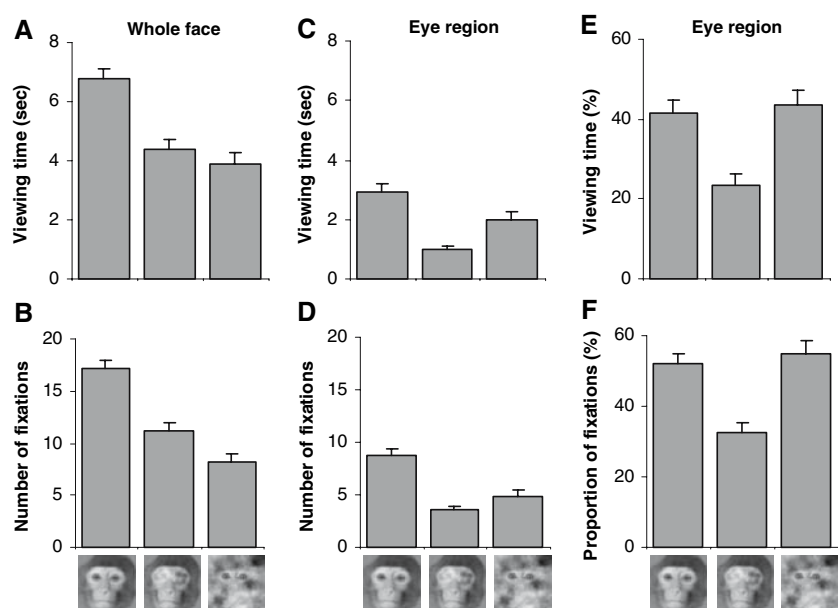 A
Whole face
Viewing time (sec)
8
6
4
2
0
C
Eye region
Viewing time (sec)
8
6
4
2
0
E
Eye region
Viewing time (%)
60
40
20
0
B
Number of fixations
20
15
10
5
0
D
Number of fixations
20
15
10
5
0
F
Proportion of fixations (%)
60
40
20
0